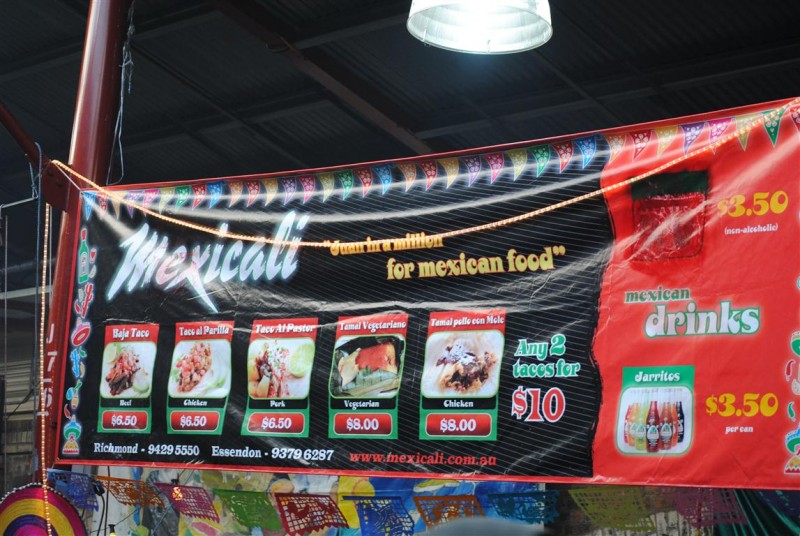 Mexicali
"Juan in a million
for mexican food"
Baja Taco
Beef
$6.50
Taco al Parilla
Chicken
$6.50
Taco Al Pastor
Pork
$6.50
Tamal Vegetariano
Vegetarian
$8.00
Tamal pollo con Mole
Chicken
$8.00
Any 2
tacos for
$10
Richmond - 9429 5550 Essendon - 9379 6287
www.mexicali.com.au
$3.50
(non-alcoholic)
mexican
drinks
Jarritos
$3.50
per can